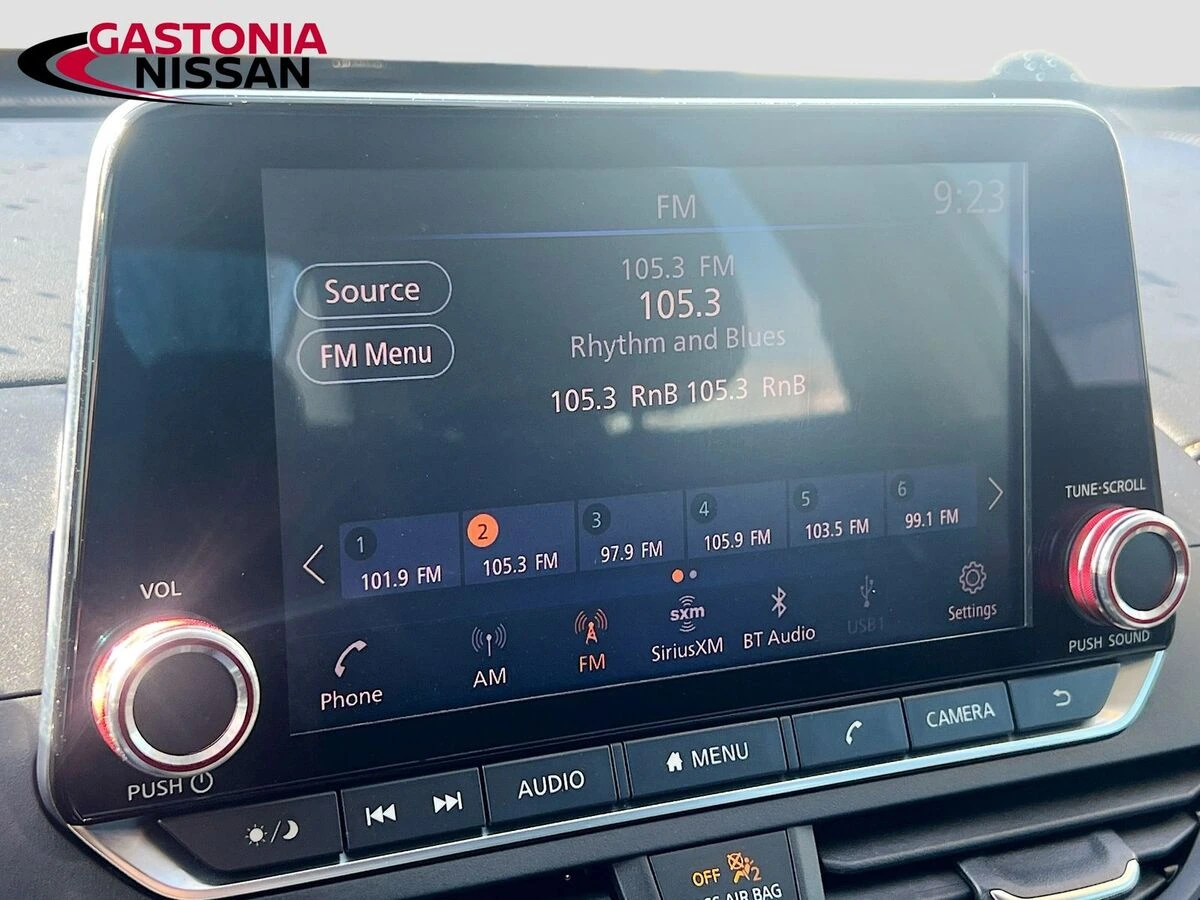 GASTONIA
NISSAN
FM
9:23
Source
FM Menu
105.3 FM
105.3
Rhythm and Blues
105.3 RnB 105.3 RnB
1
101.9 FM
2
105.3 FM
3
97.9 FM
4
105.9 FM
5
103.5 FM
6
99.1 FM
Phone
AM
FM
sxm
SiriusXM
BT Audio
USB1
Settings
VOL
PUSH
TUNE·SCROLL
PUSH SOUND
AUDIO
MENU
CAMERA
OFF
2
AIR BAG